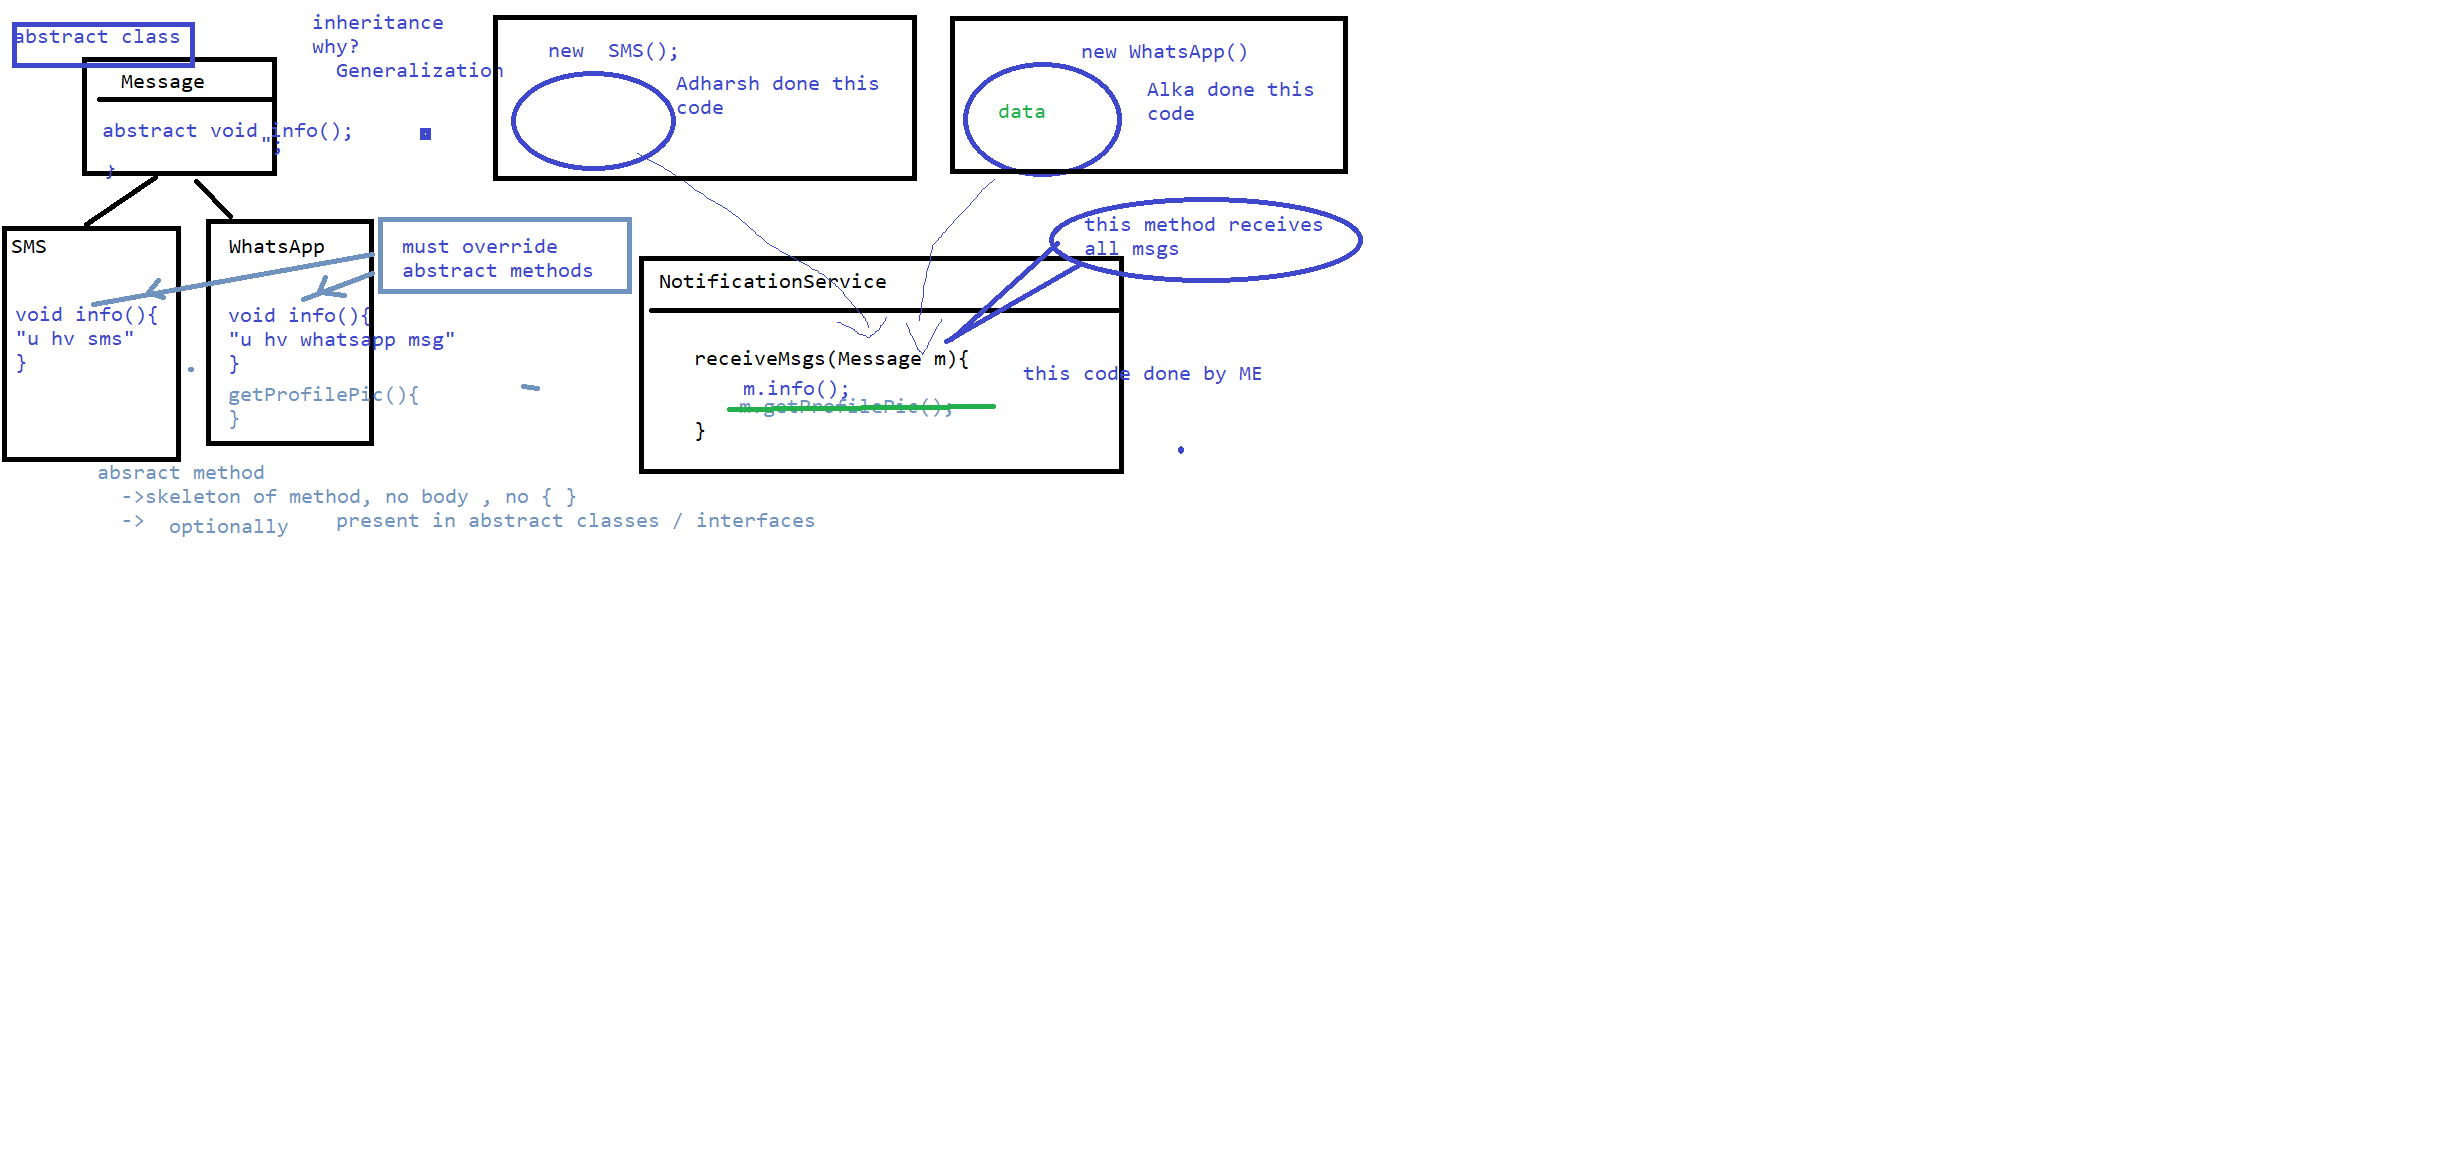 abstract class
Message
abstract void info();
";
}
inheritance
why?
Generalization
new  SMS();
Adharsh done this
code
new WhatsApp()
data
Alka done this
code
SMS
void info(){
"u hv sms"
}
WhatsApp
void info(){
"u hv whatsapp msg"
}
getProfilePic(){
}
must override
abstract methods
this method receives
all msgs
NotificationService
receiveMsgs(Message m){
m.info();
m.getProfilePic();
}
this code done by ME
absract method
->skeleton of method, no body , no { }
-> optionally present in abstract classes / interfaces